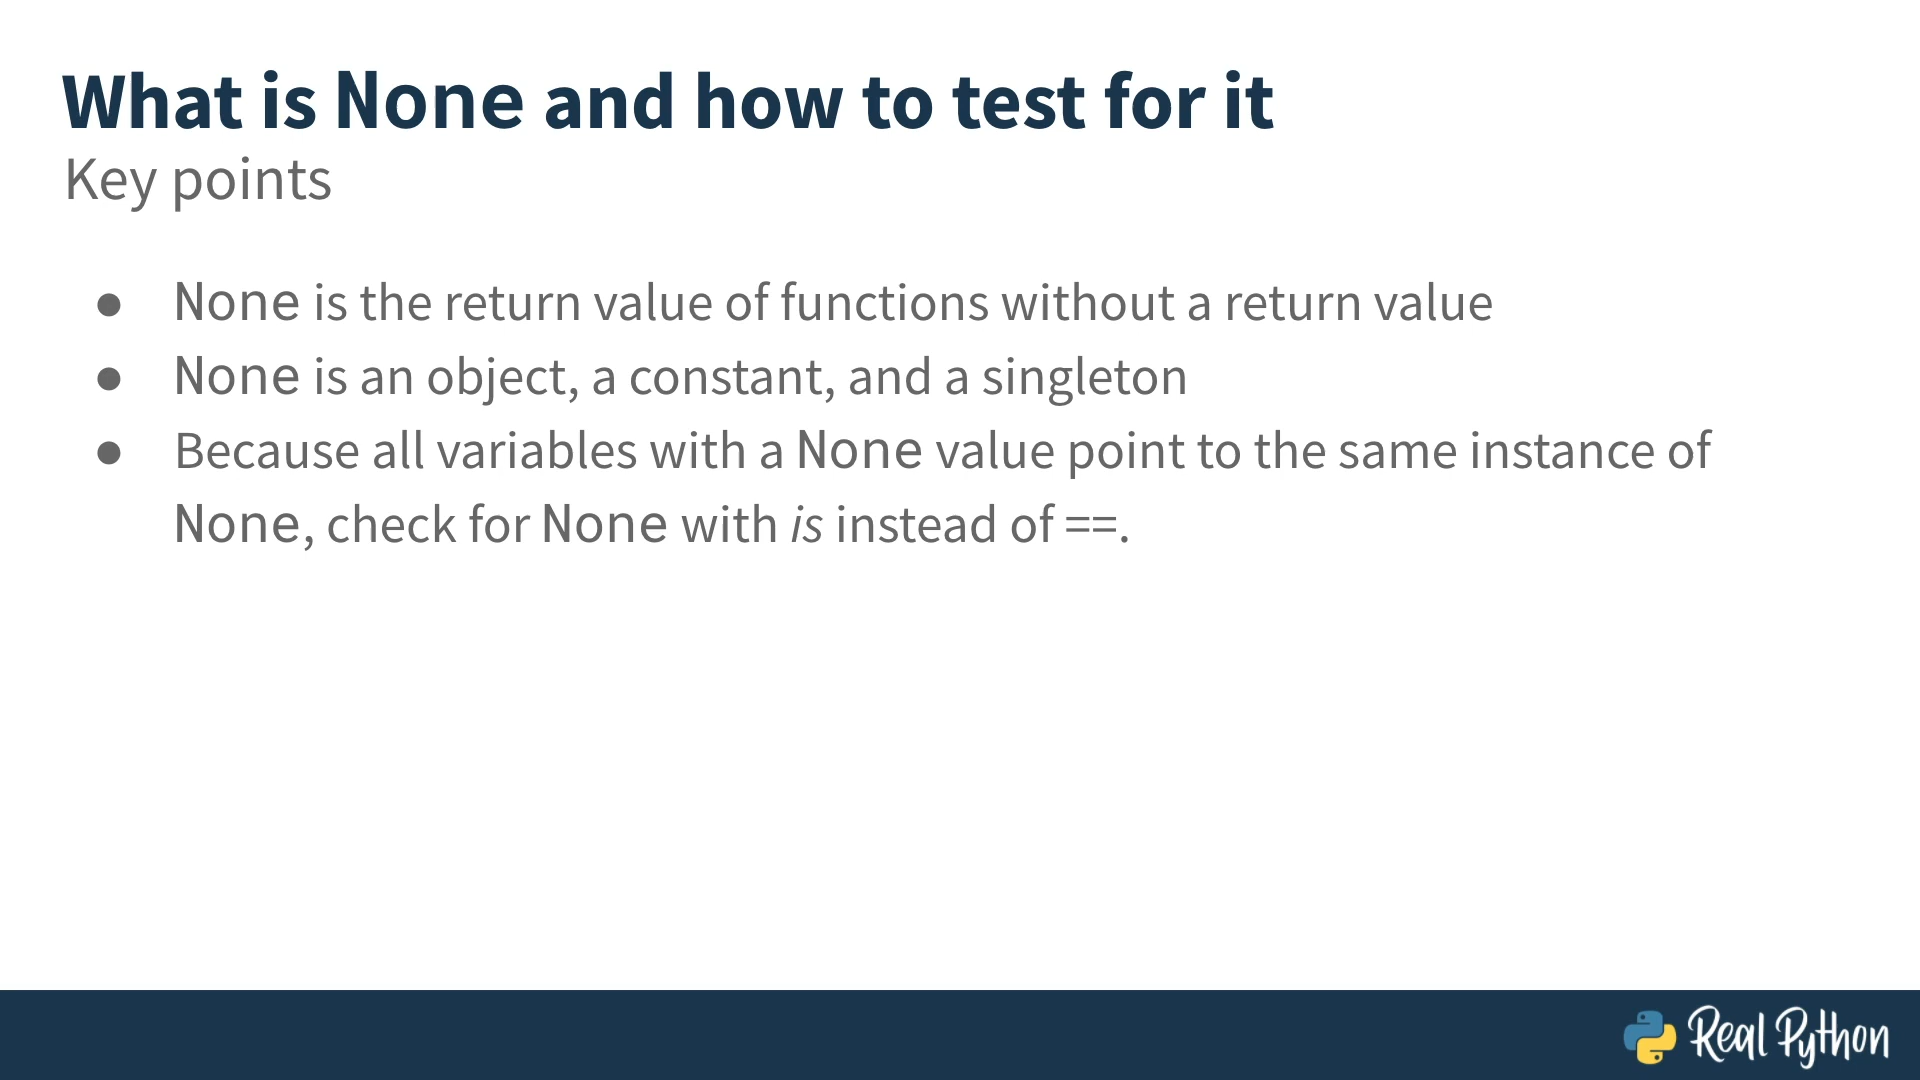 What is None and how to test for it
Key points
● None is the return value of functions without a return value
● None is an object, a constant, and a singleton
● Because all variables with a None value point to the same instance of
None, check for None with is instead of ==.
Real Python